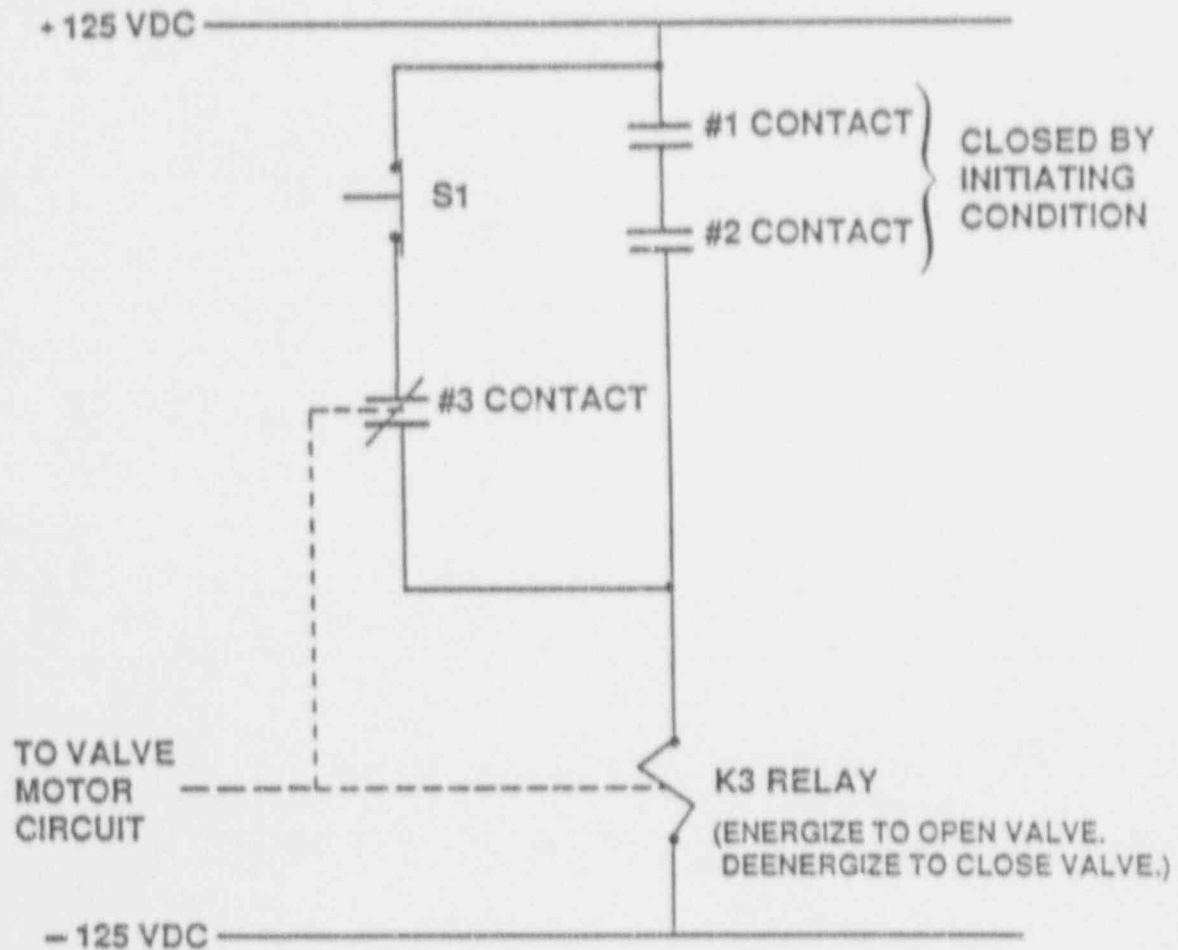 + 125 VDC
#1 CONTACT
CLOSED BY
INITIATING
CONDITION
S1
#2 CONTACT
#3 CONTACT
TO VALVE
MOTOR
CIRCUIT
K3 RELAY
(ENERGIZE TO OPEN VALVE.
DEENERGIZE TO CLOSE VALVE.)
– 125 VDC